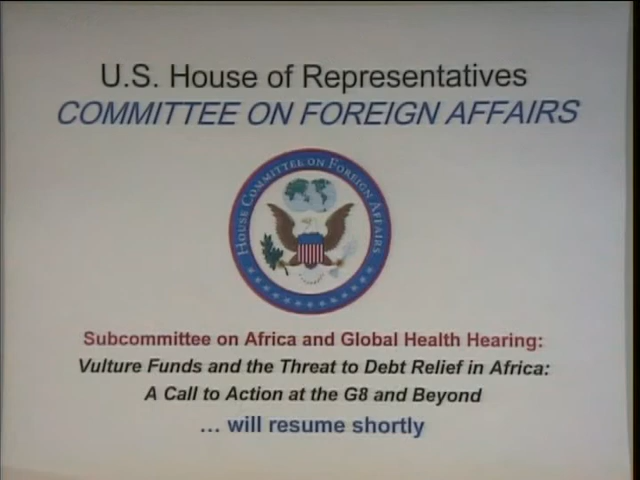 U.S. House of Representatives
COMMITTEE ON FOREIGN AFFAIRS
HOUSE COMMITTEE ON FOREIGN AFFAIRS
Subcommittee on Africa and Global Health Hearing:
Vulture Funds and the Threat to Debt Relief in Africa:
A Call to Action at the G8 and Beyond
... will resume shortly